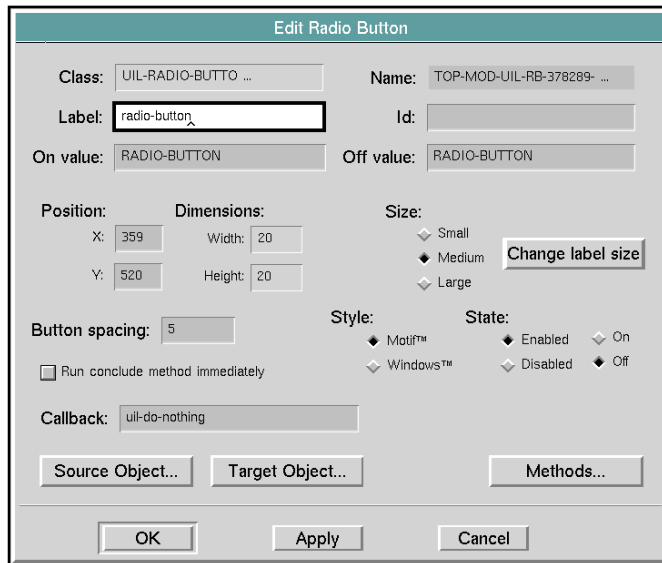 Edit Radio Button
Class: UIL-RADIO-BUTTO ... Name: TOP-MOD-UIL-RB-378289- ...
Label: radio-button Id:
On value: RADIO-BUTTON Off value: RADIO-BUTTON
Position: Dimensions: Size:
X: 359 Width: 20 Small
Medium Change label size
Y: 520 Height: 20 Large
Button spacing: 5 Style: State:
Motif™ Enabled On
Windows™ Disabled Off
Run conclude method immediately
Callback: uil-do-nothing
Source Object... Target Object... Methods...
OK Apply Cancel